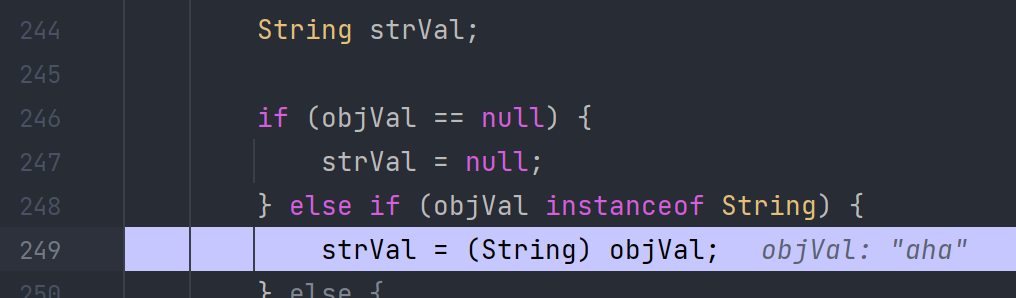 244 String strVal;
245
246 if (objVal == null) {
247 strVal = null;
248 } else if (objVal instanceof String) {
249 strVal = (String) objVal; objVal: "aha"
250 } else {